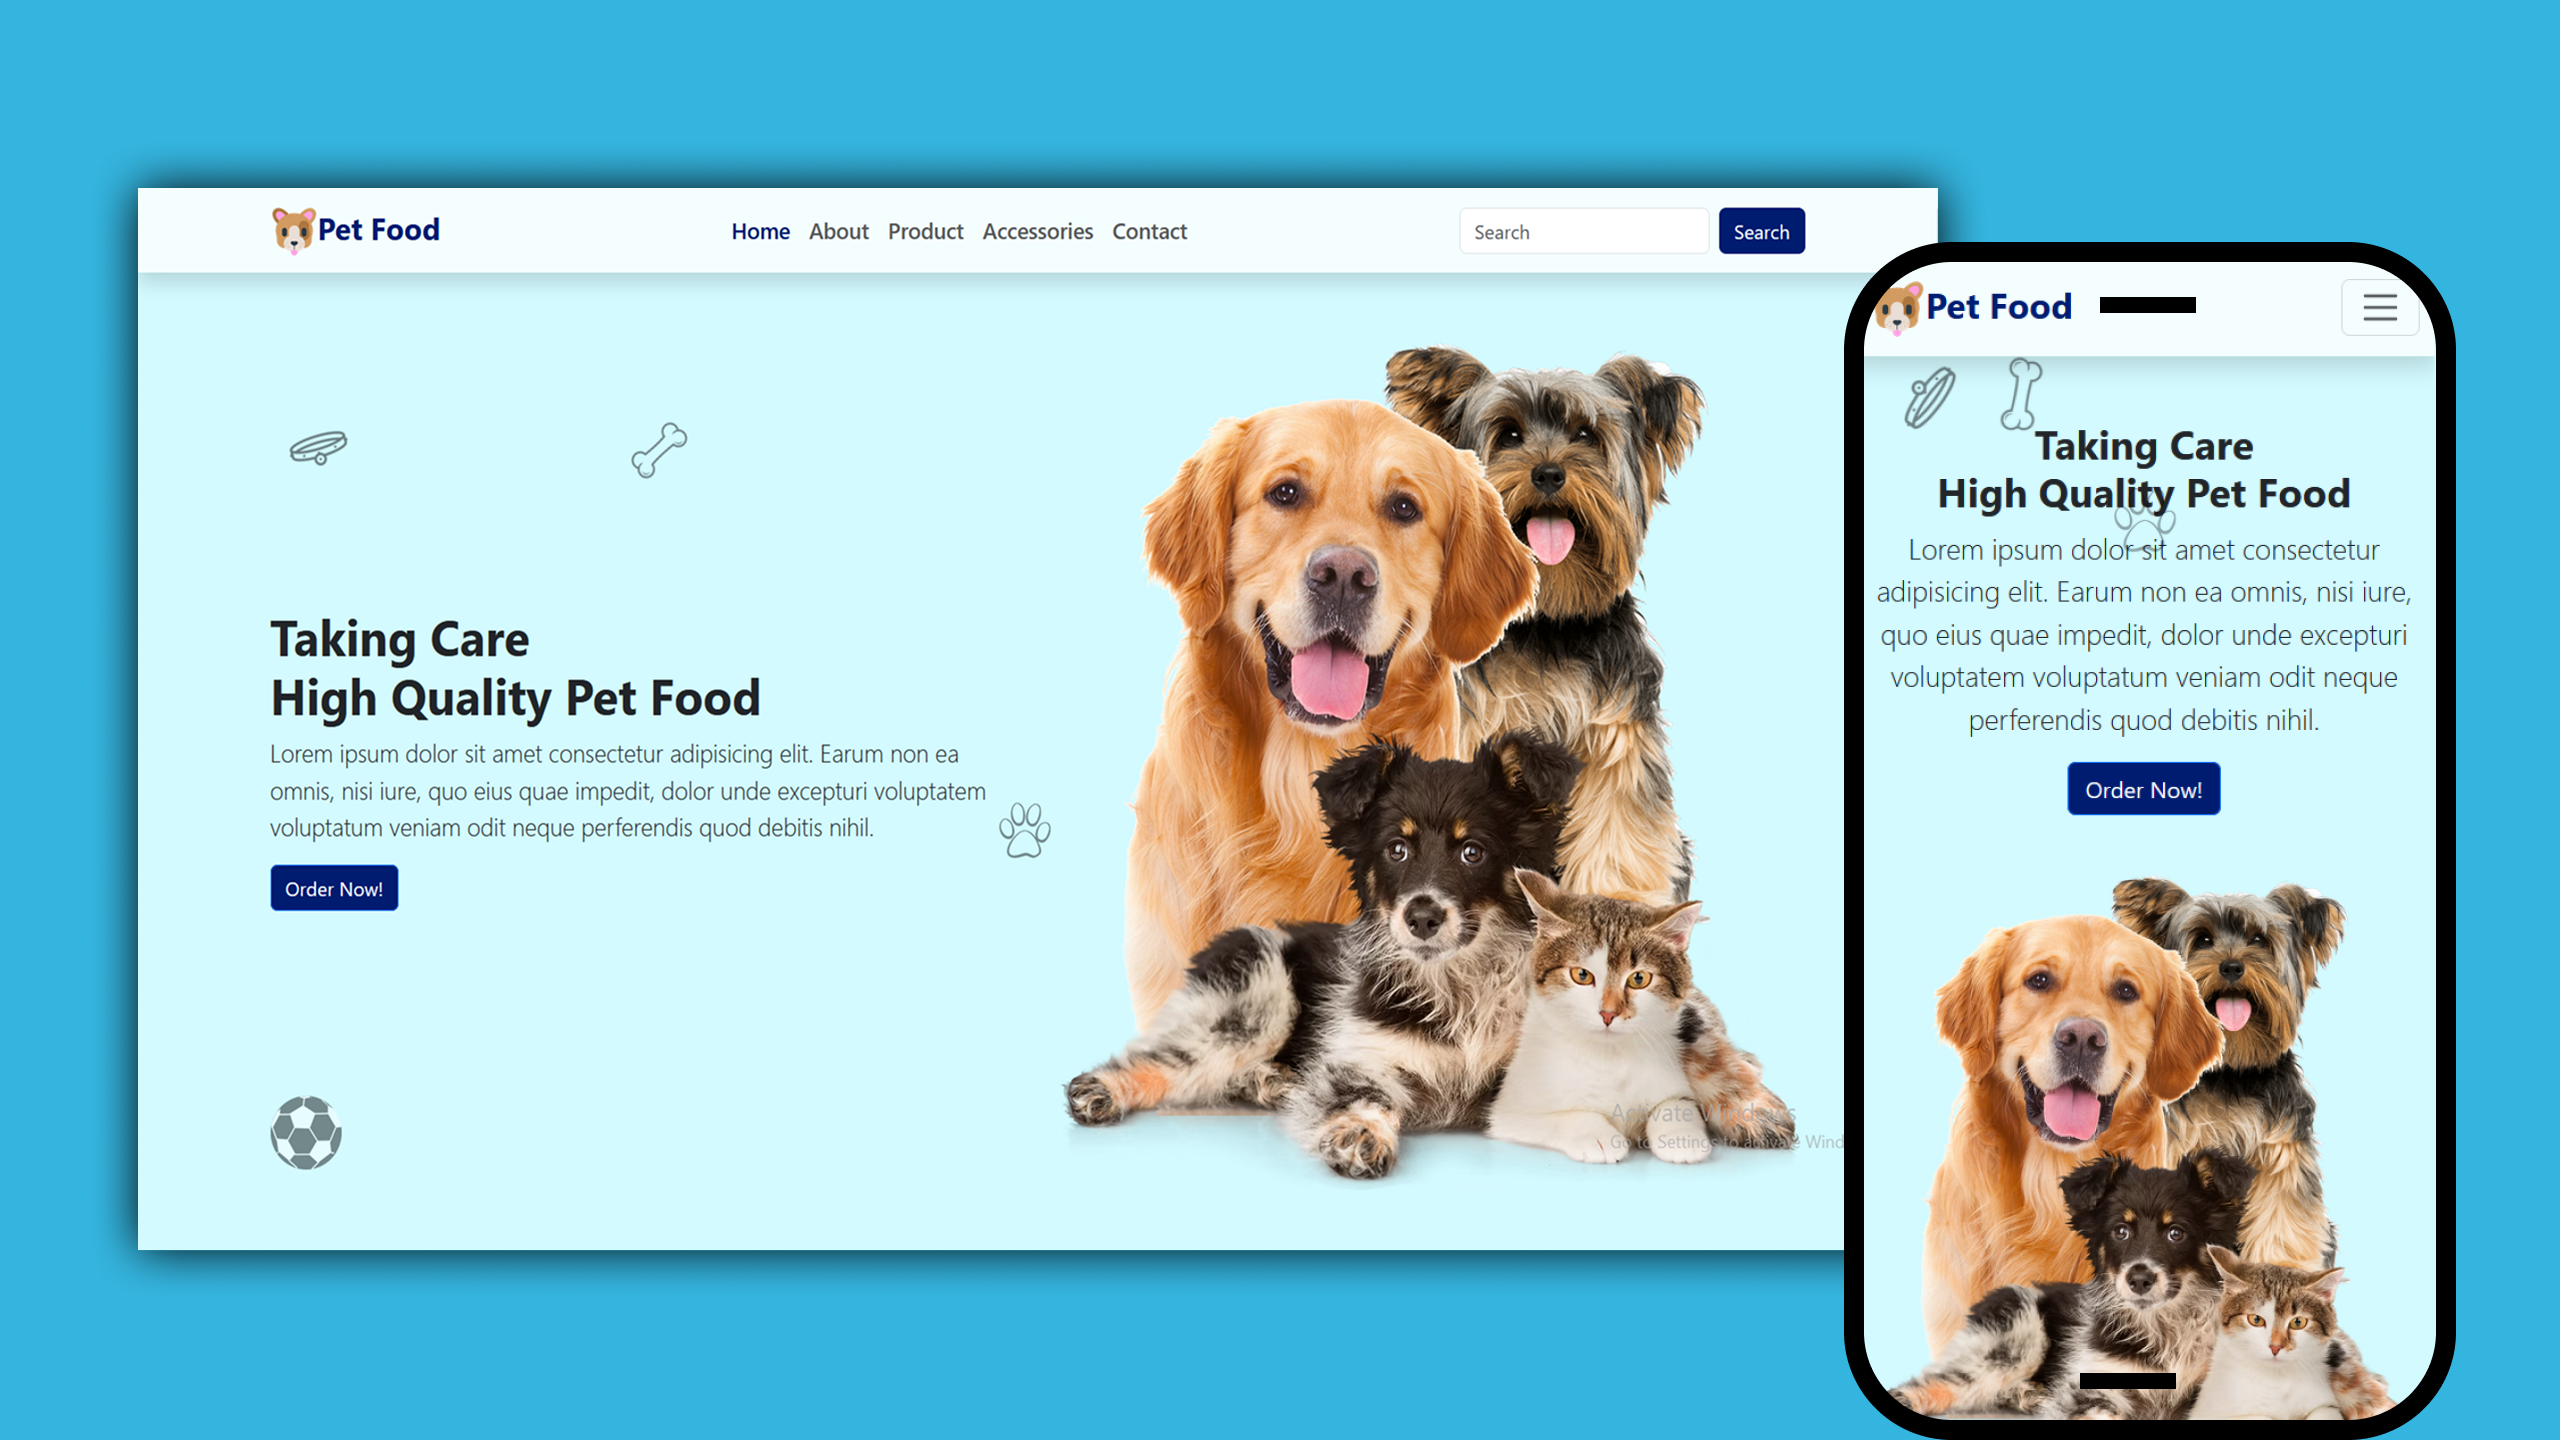 Pet Food
Home About Product Accessories Contact
Search
Search
Taking Care
High Quality Pet Food
Lorem ipsum dolor sit amet consectetur adipisicing elit. Earum non ea
omnis, nisi iure, quo eius quae impedit, dolor unde excepturi voluptatem
voluptatum veniam odit neque perferendis quod debitis nihil.
Order Now!
Activate Windows
Go to Settings to activate Wind
Pet Food
Taking Care
High Quality Pet Food
Lorem ipsum dolor sit amet consectetur
adipisicing elit. Earum non ea omnis, nisi iure,
quo eius quae impedit, dolor unde excepturi
voluptatem voluptatum veniam odit neque
perferendis quod debitis nihil.
Order Now!